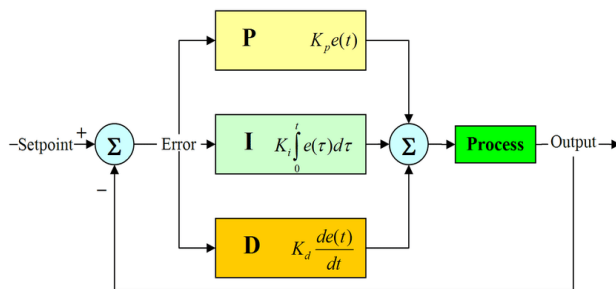 P K_p e(t)
Setpoint + Σ Error I K_i ∫_0^t e(τ)dτ Σ Process Output
−
D K_d de(t)/dt